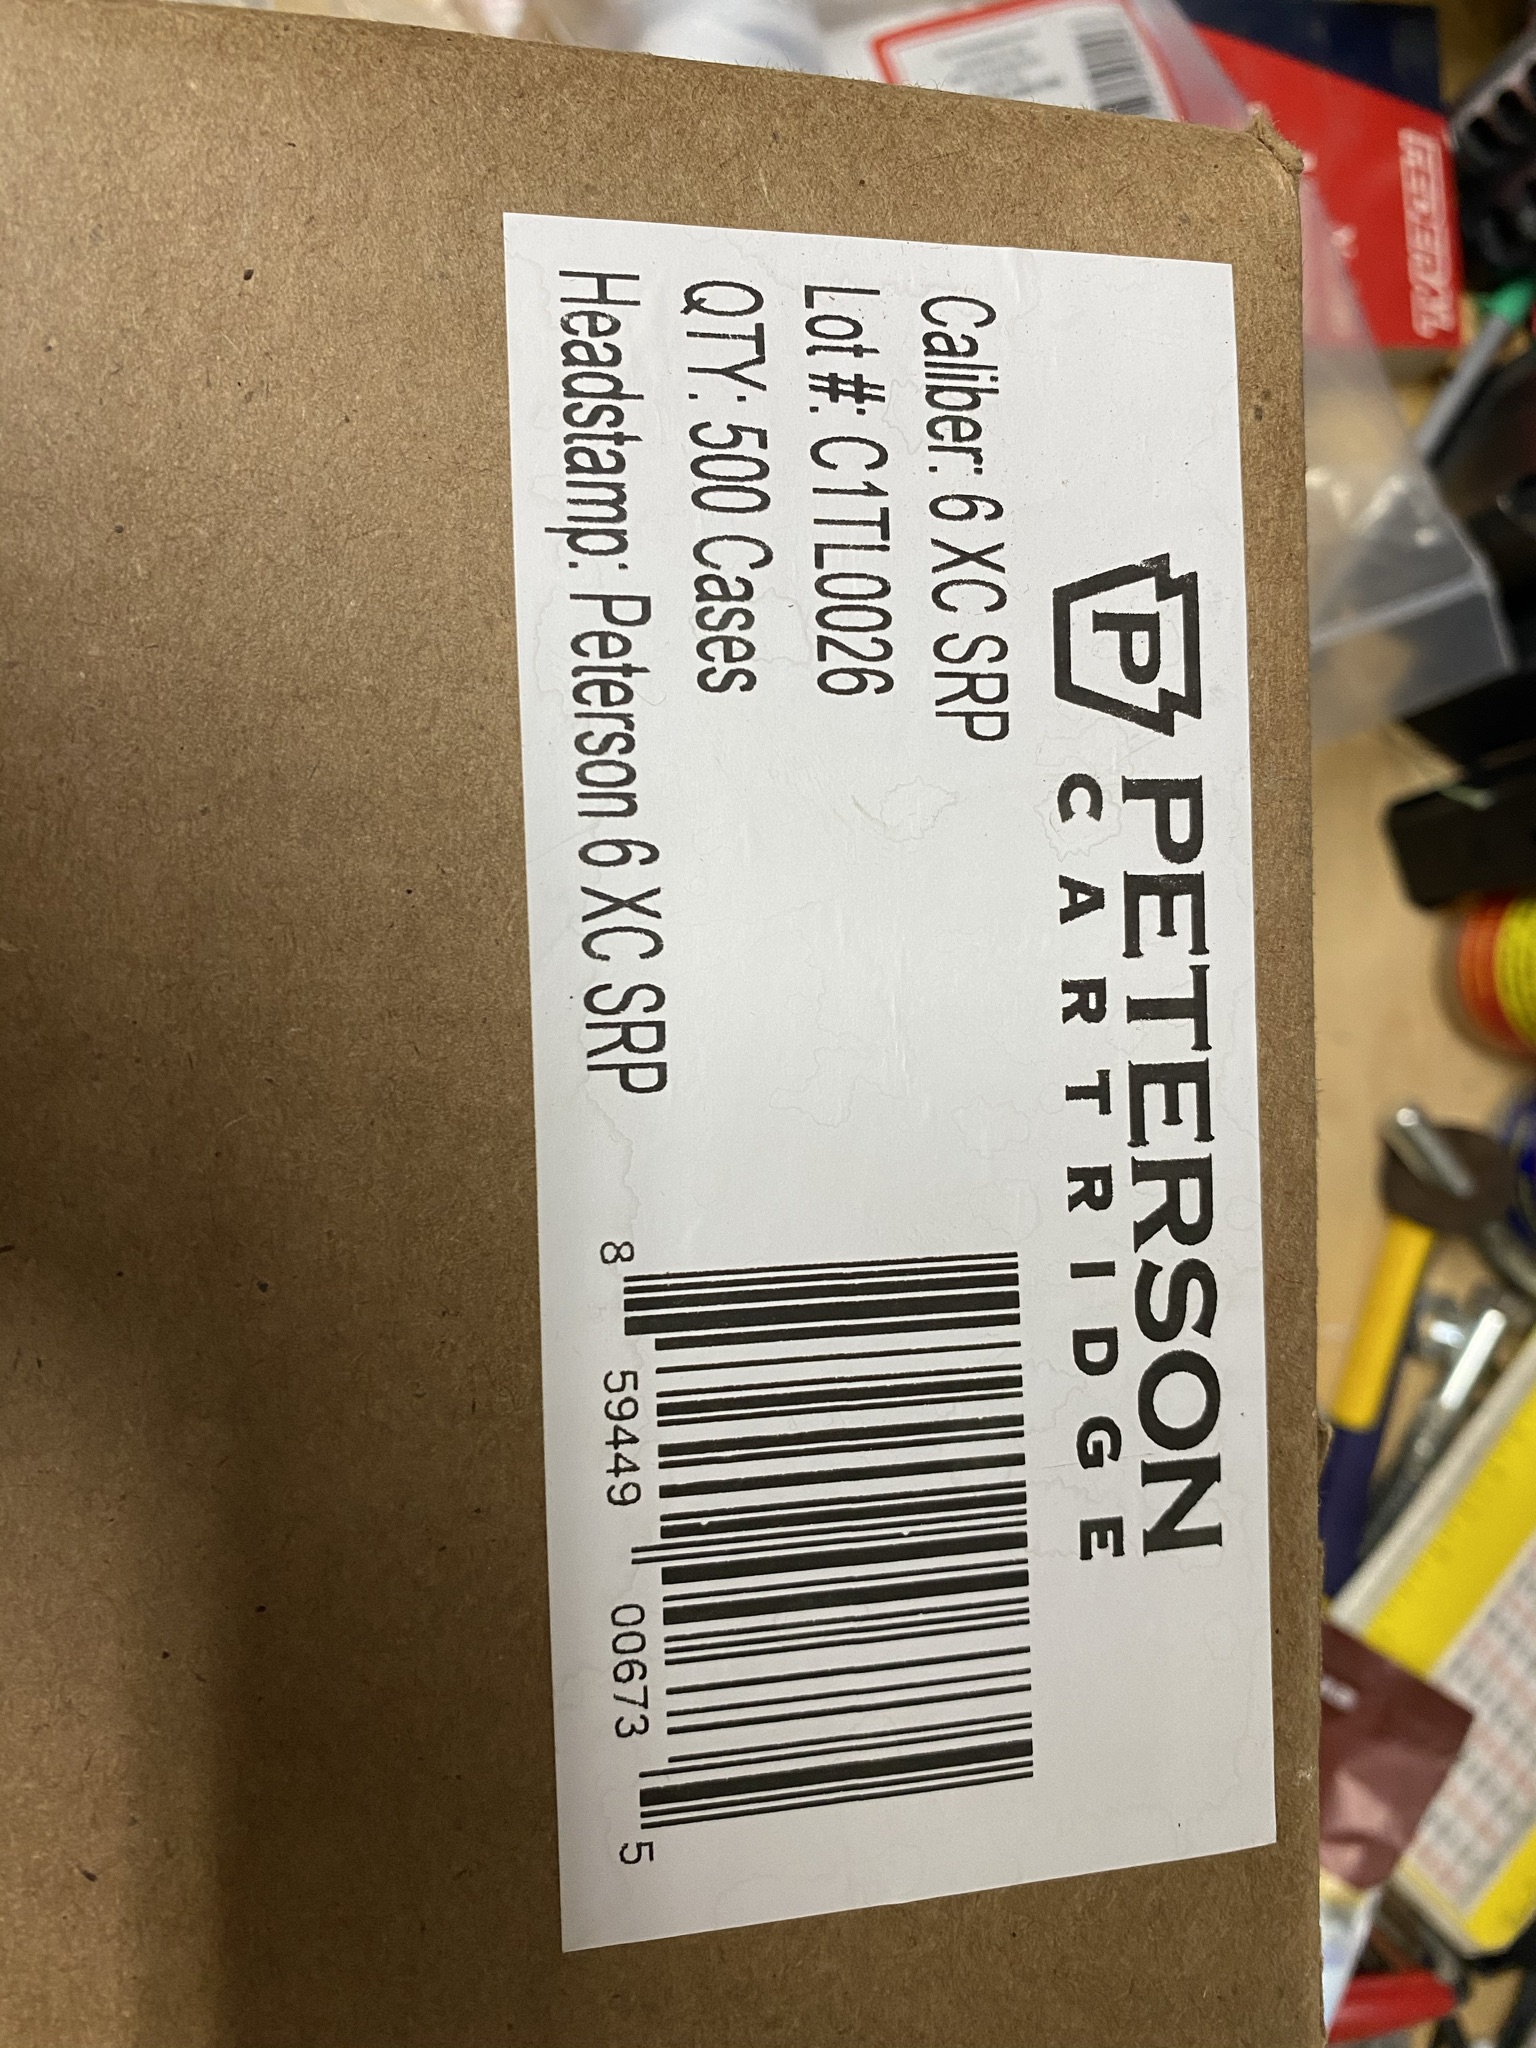 P PETERSON
CARTRIDGE
Caliber: 6 XC SRP
Lot #: C1TL0026
QTY: 500 Cases
Headstamp: Peterson 6 XC SRP
8 59449 00673 5
FEDERAL